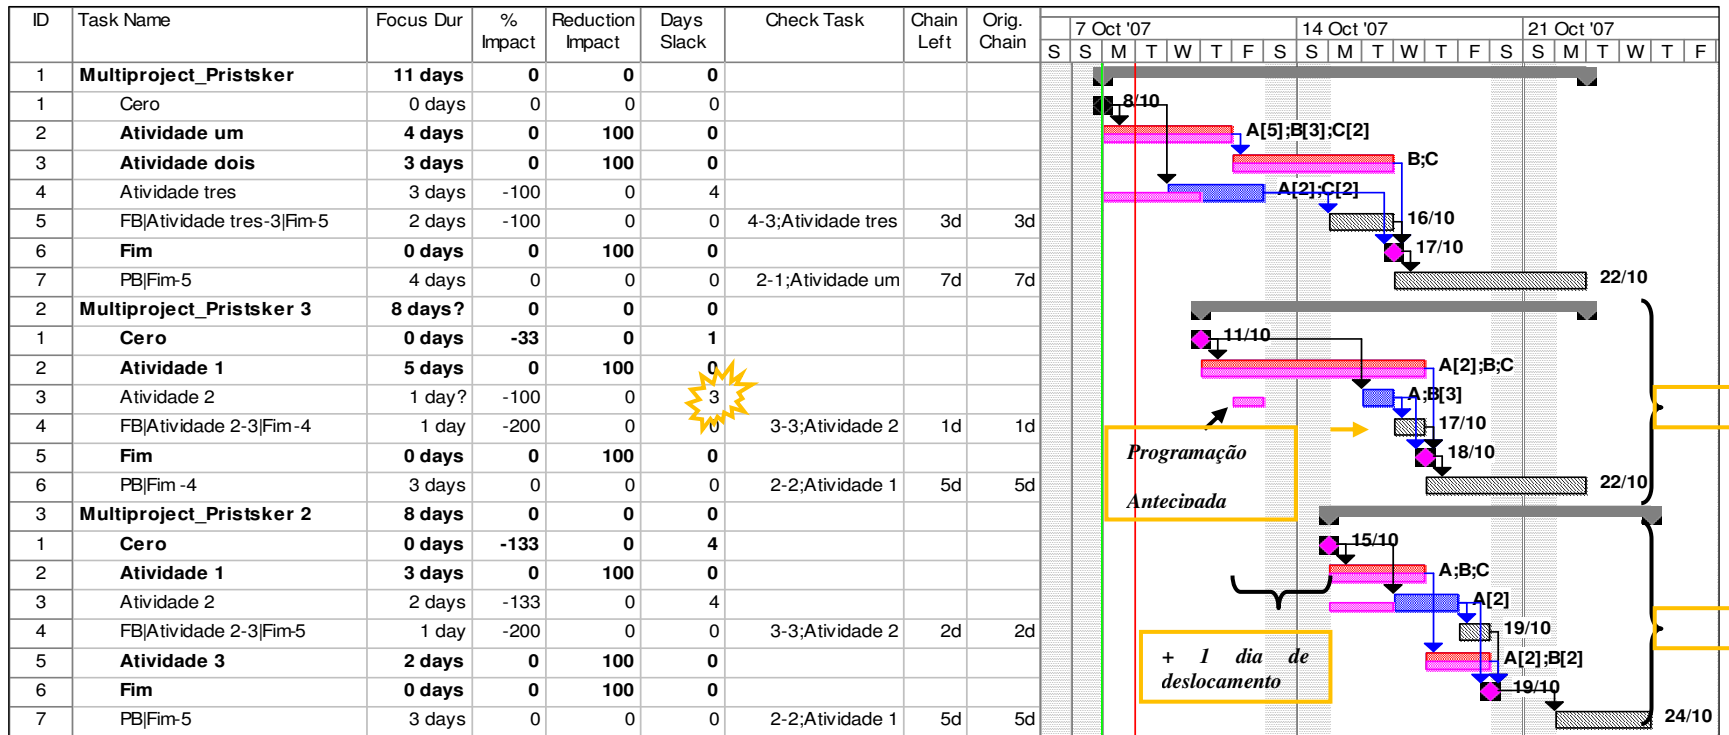 ID Task Name Focus Dur % Impact Reduction Impact Days Slack Check Task Chain Left Orig. Chain
7 Oct '07 14 Oct '07 21 Oct '07
S S M T W T F S S M T W T F S S M T W T F
1 Multiproject_Pristsker 11 days 0 0 0
1 Cero 0 days 0 0 0 8/10
2 Atividade um 4 days 0 100 0 A[5];B[3];C[2]
3 Atividade dois 3 days 0 100 0 B;C
4 Atividade tres 3 days -100 0 4 A[2];C[2]
5 FB|Atividade tres-3|Fim-5 2 days -100 0 0 4-3;Atividade tres 3d 3d 16/10
6 Fim 0 days 0 100 0 17/10
7 PB|Fim-5 4 days 0 0 0 2-1;Atividade um 7d 7d 22/10
2 Multiproject_Pristsker 3 8 days? 0 0 0
1 Cero 0 days -33 0 1 11/10
2 Atividade 1 5 days 0 100 0 A[2];B;C
3 Atividade 2 1 day? -100 0 3 A;B[3]
4 FB|Atividade 2-3|Fim-4 1 day -200 0 0 3-3;Atividade 2 1d 1d 17/10
5 Fim 0 days 0 100 0 18/10
6 PB|Fim -4 3 days 0 0 0 2-2;Atividade 1 5d 5d 22/10
Programação
Antecipada
3 Multiproject_Pristsker 2 8 days 0 0 0
1 Cero 0 days -133 0 4 15/10
2 Atividade 1 3 days 0 100 0 A;B;C
3 Atividade 2 2 days -133 0 4 A[2]
4 FB|Atividade 2-3|Fim-5 1 day -200 0 0 3-3;Atividade 2 2d 2d 19/10
5 Atividade 3 2 days 0 100 0 A[2];B[2]
6 Fim 0 days 0 100 0 19/10
7 PB|Fim-5 3 days 0 0 0 2-2;Atividade 1 5d 5d 24/10
+ 1 dia de
deslocamento